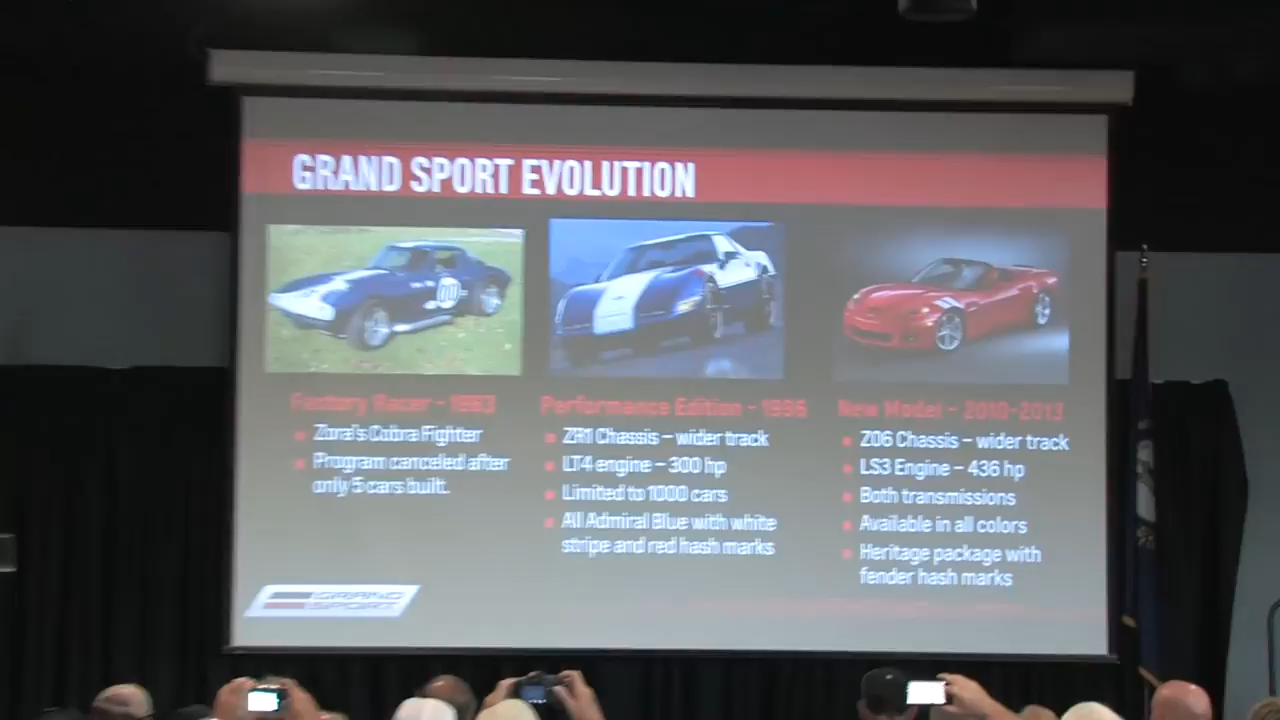 GRAND SPORT EVOLUTION
Factory Racer - 1963
Zora's Cobra Fighter
Program canceled after
only 5 cars built.
Performance Edition - 1996
ZR1 Chassis – wider track
LT4 engine – 300 hp
Limited to 1000 cars
All Admiral Blue with white
stripe and red hash marks
New Model - 2010-2013
Z06 Chassis – wider track
LS3 Engine – 436 hp
Both transmissions
Available in all colors
Heritage package with
fender hash marks
GRAND
SPORT